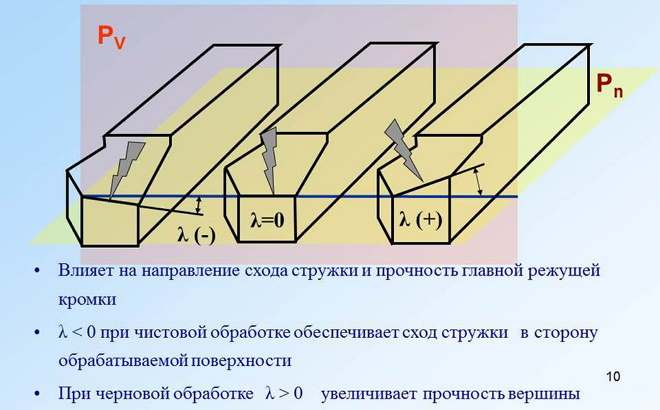 Pv
Pn
λ (-)
λ=0
λ (+)
• Влияет на направление схода стружки и прочность главной режущей
кромки
• λ < 0 при чистовой обработке обеспечивает сход стружки в сторону
обрабатываемой поверхности
• При черновой обработке λ > 0 увеличивает прочность вершины
10